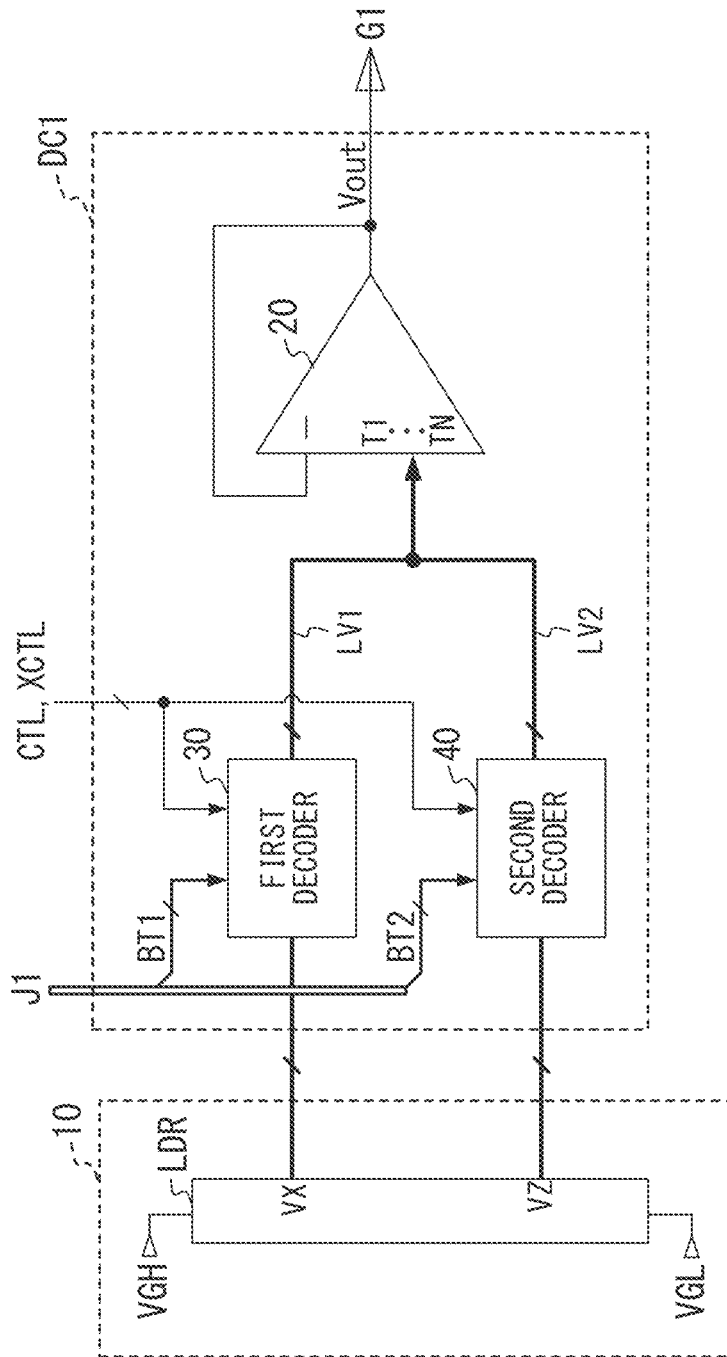 10
LDR
VGH
VX
VZ
VGL
J1
BT1
BT2
CTL, XCTL
30
FIRST
DECODER
40
SECOND
DECODER
LV1
LV2
DC1
20
−
T1
•••
TN
Vout
G1